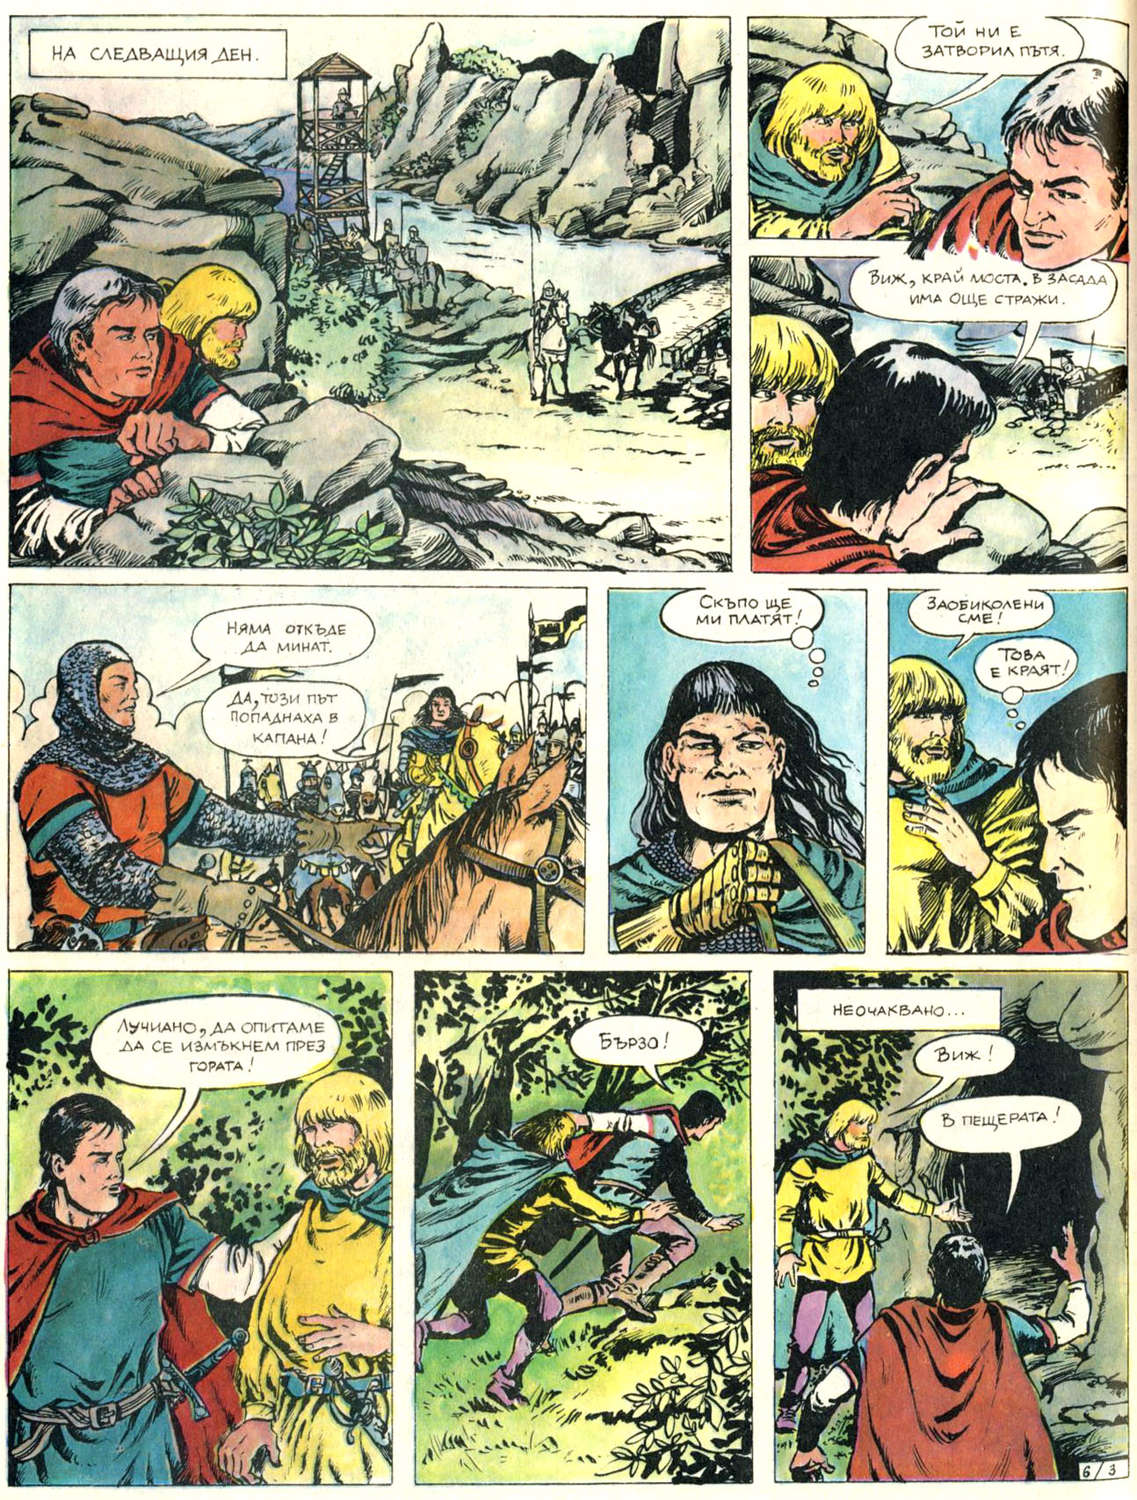 НА СЛЕДВАЩИЯ ДЕН.
ТОЙ НИ Е
ЗАТВОРИЛ ПЪТЯ.
ВИЖ, КРАЙ МОСТА. В ЗАСАДА
ИМА ОЩЕ СТРАЖИ.
НЯМА ОТКЪДЕ
ДА МИНАТ.
ДА, ТОЗИ ПЪТ
ПОПАДНАХА В
КАПАНА!
СКЪПО ЩЕ
МИ ПЛАТЯТ!
ЗАОБИКОЛЕНИ
СМЕ!
ТОВА
Е КРАЯТ!
ЛУЧИАНО, ДА ОПИТАМЕ
ДА СЕ ИЗМЪКНЕМ ПРЕЗ
ГОРАТА!
БЪРЗО!
НЕОЧАКВАНО...
ВИЖ!
В ПЕЩЕРАТА!
6/3